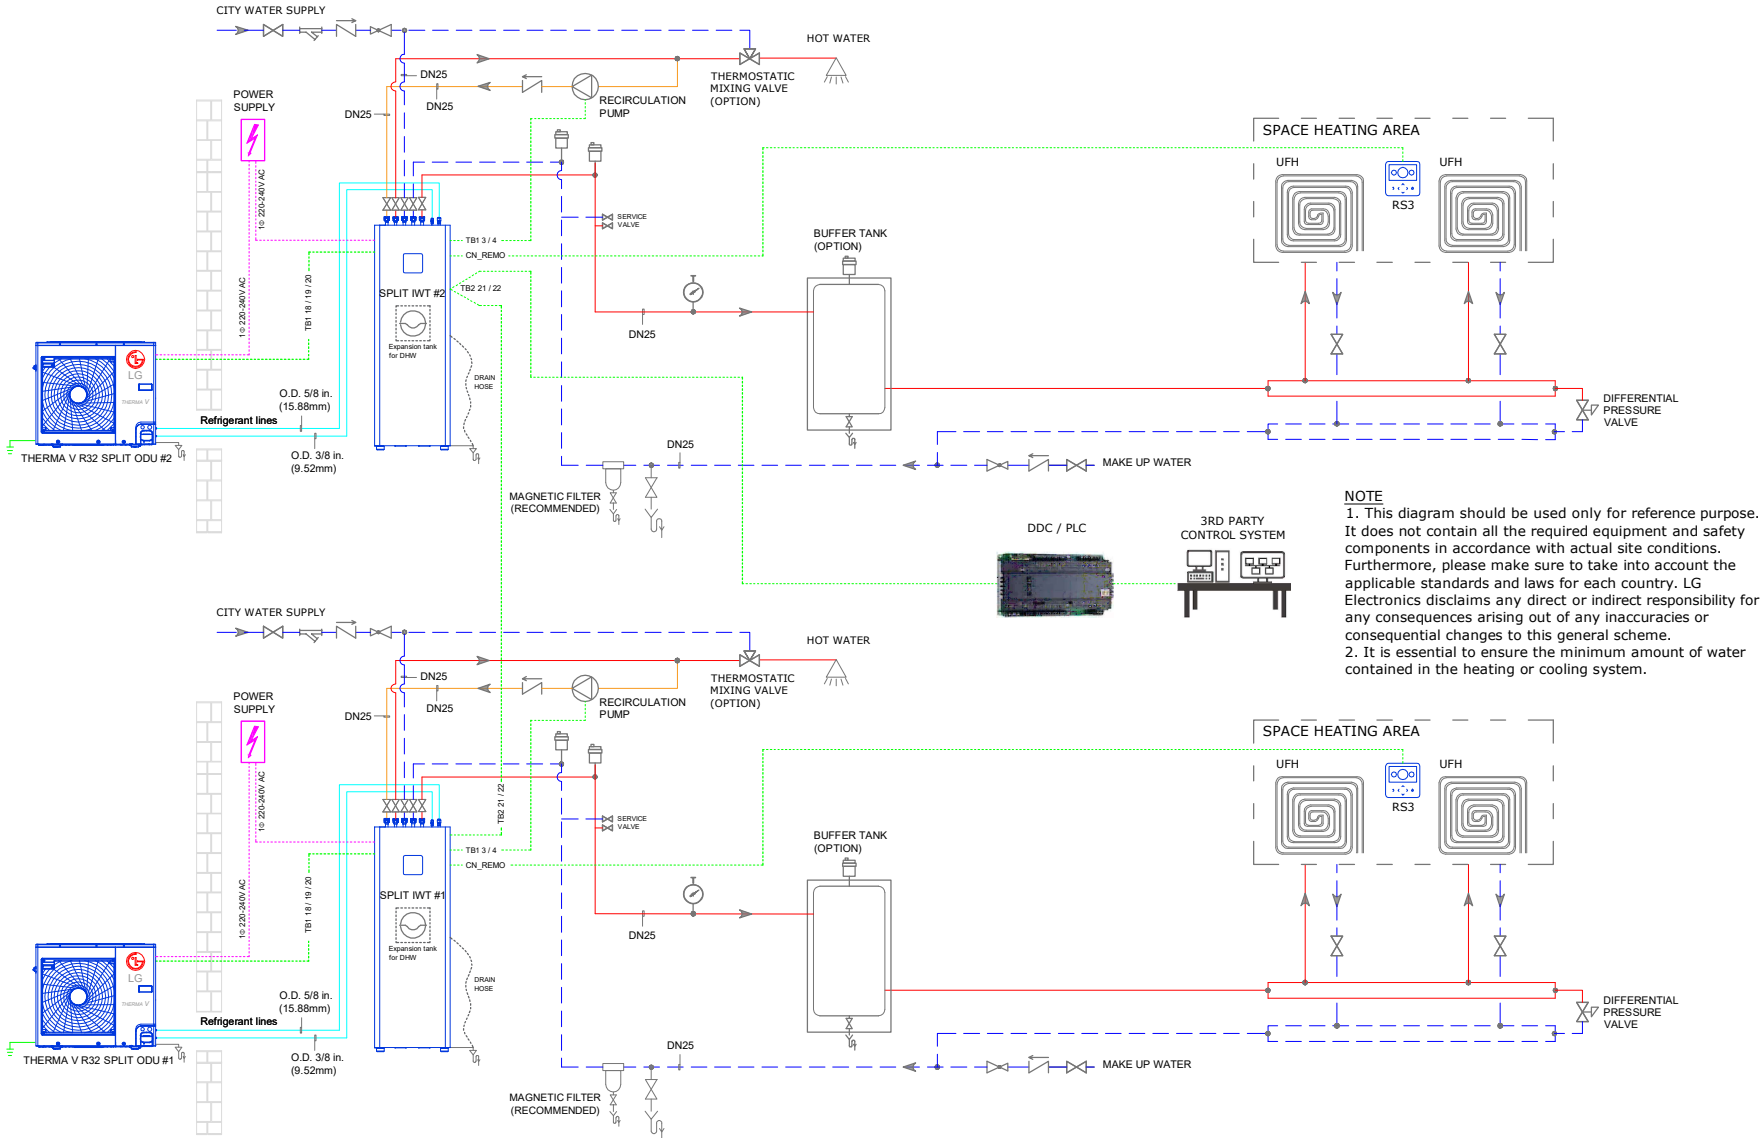 CITY WATER SUPPLY
HOT WATER
DN25
DN25
DN25
THERMOSTATIC
MIXING VALVE
(OPTION)
RECIRCULATION
PUMP
POWER
SUPPLY
1Φ 220-240V AC
1Φ 220-240V AC
TB1 18 / 19 / 20
SPACE HEATING AREA
UFH
UFH
RS3
SERVICE
VALVE
TB1 3 / 4
CN_REMO
TB2 21 / 22
BUFFER TANK
(OPTION)
SPLIT IWT #2
Expansion tank
for DHW
DRAIN
HOSE
DN25
LG
LG
THERMA V
O.D. 5/8 in.
(15.88mm)
Refrigerant lines
O.D. 3/8 in.
(9.52mm)
THERMA V R32 SPLIT ODU #2
DIFFERENTIAL
PRESSURE
VALVE
DN25
MAKE UP WATER
MAGNETIC FILTER
(RECOMMENDED)
DDC / PLC
3RD PARTY
CONTROL SYSTEM
NOTE
1. This diagram should be used only for reference purpose.
It does not contain all the required equipment and safety
components in accordance with actual site conditions.
Furthermore, please make sure to take into account the
applicable standards and laws for each country. LG
Electronics disclaims any direct or indirect responsibility for
any consequences arising out of any inaccuracies or
consequential changes to this general scheme.
2. It is essential to ensure the minimum amount of water
contained in the heating or cooling system.
CITY WATER SUPPLY
HOT WATER
DN25
DN25
DN25
THERMOSTATIC
MIXING VALVE
(OPTION)
RECIRCULATION
PUMP
POWER
SUPPLY
1Φ 220-240V AC
1Φ 220-240V AC
TB1 18 / 19 / 20
TB2 21 / 22
SPACE HEATING AREA
UFH
UFH
RS3
SERVICE
VALVE
TB1 3 / 4
CN_REMO
BUFFER TANK
(OPTION)
SPLIT IWT #1
Expansion tank
for DHW
DRAIN
HOSE
DN25
LG
LG
THERMA V
O.D. 5/8 in.
(15.88mm)
Refrigerant lines
O.D. 3/8 in.
(9.52mm)
THERMA V R32 SPLIT ODU #1
DIFFERENTIAL
PRESSURE
VALVE
DN25
MAKE UP WATER
MAGNETIC FILTER
(RECOMMENDED)